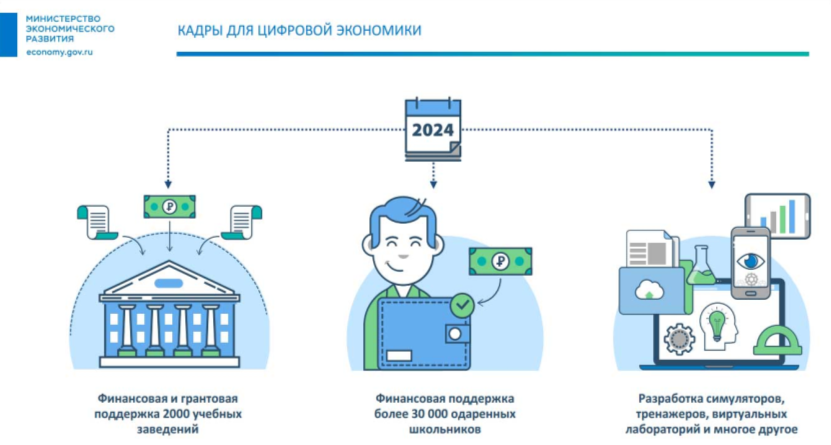 МИНИСТЕРСТВО
ЭКОНОМИЧЕСКОГО
РАЗВИТИЯ
economy.gov.ru
КАДРЫ ДЛЯ ЦИФРОВОЙ ЭКОНОМИКИ
2024
₽
₽
Финансовая и грантовая
поддержка 2000 учебных
заведений
Финансовая поддержка
более 30 000 одаренных
школьников
Разработка симуляторов,
тренажеров, виртуальных
лабораторий и многое другое